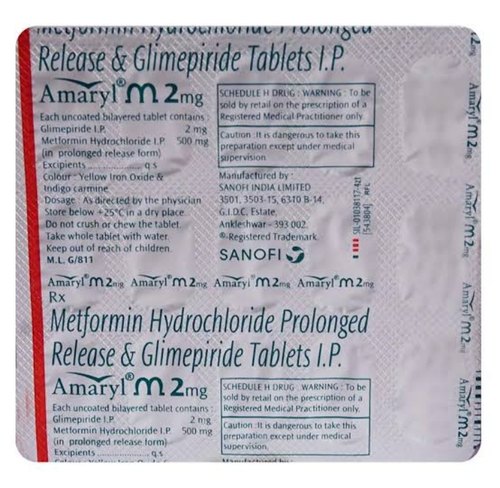 Metformin Hydrochloride Prolonged
Release & Glimepiride Tablets I.P.
Amaryl® M 2mg
Each uncoated bilayered tablet contains :
Glimepiride I.P. 2 mg
Metformin Hydrochloride I.P. 500 mg
(in prolonged release form)
Excipients q.s
Colour : Yellow Iron Oxide &
Indigo carmine
Dosage : As directed by the physician
Store below +25°C in a dry place.
Do not crush or chew the tablet.
Take whole tablet with water.
Keep out of reach of children.
M.L. G/811
SCHEDULE H DRUG : WARNING : To be
sold by retail on the prescription of a
Registered Medical Practitioner only.
Caution : It is dangerous to take this
preparation except under medical
supervision
Manufactured by :
SANOFI INDIA LIMITED
3501, 3503-15, 6310 B-14,
G.I.D.C. Estate,
Ankleshwar - 393 002.
®-Registered Trademark
SANOFI
Amaryl® M 2mg
Amaryl® M 2mg
Amaryl® M 2mg
Amaryl® M 2mg Amaryl® M 2mg Amaryl® M 2mg Amaryl® M 2mg
Rx
Metformin Hydrochloride Prolonged
Release & Glimepiride Tablets I.P.
Amaryl® M 2mg
Each uncoated bilayered tablet contains :
Glimepiride I.P. 2 mg
Metformin Hydrochloride I.P. 500 mg
(in prolonged release form)
Excipients q.s
SCHEDULE H DRUG : WARNING : To be
sold by retail on the prescription of a
Registered Medical Practitioner only.
Caution : It is dangerous to take this
preparation except under medical
supervision
Amaryl® M 2mg
Amaryl® M 2mg